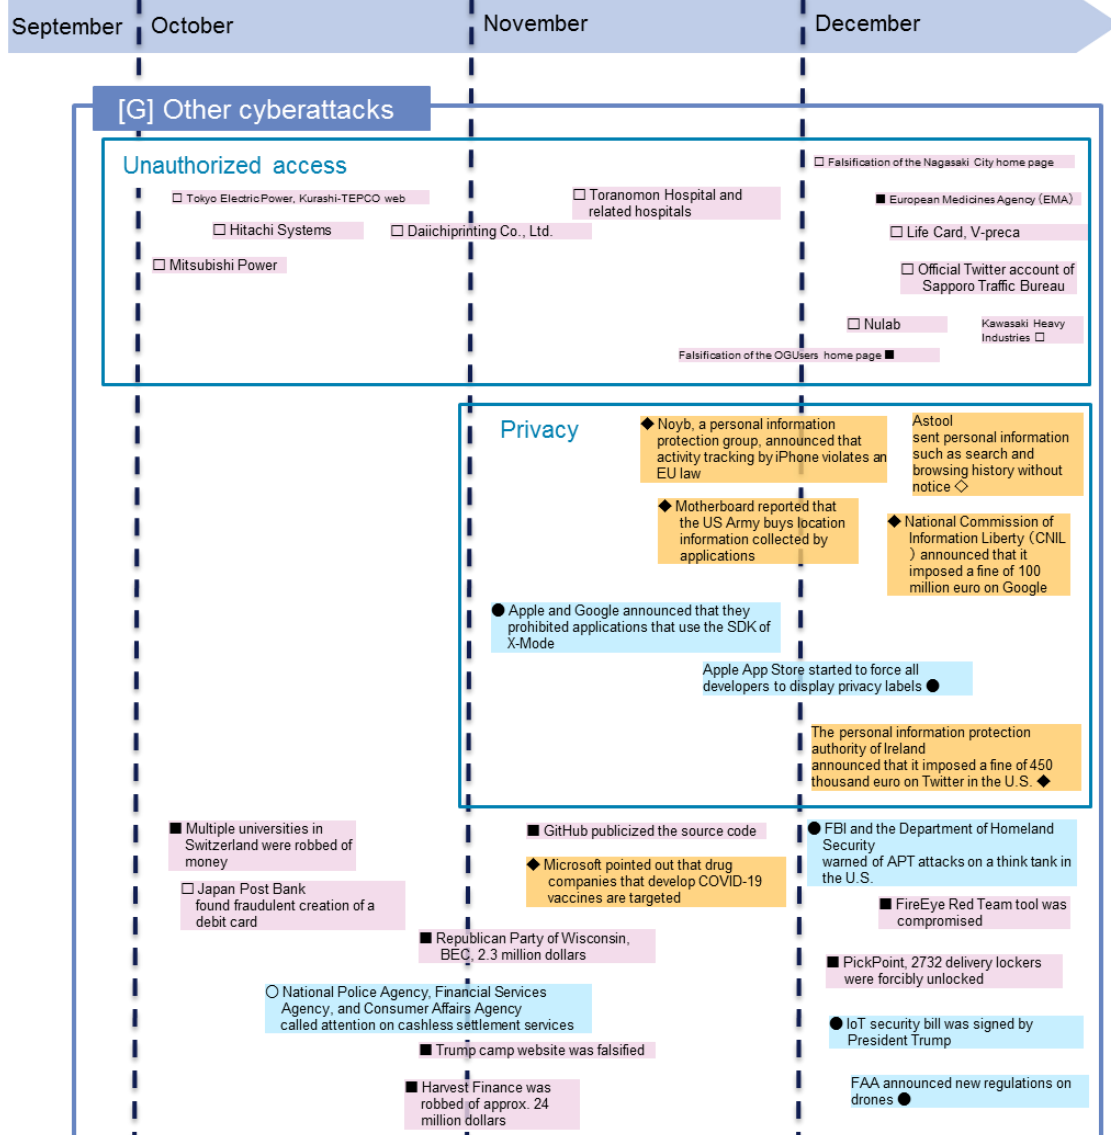 September
October
November
December
[G] Other cyberattacks
Unauthorized access
□ Falsification of the Nagasaki City home page
□ Tokyo Electric Power, Kurashi-TEPCO web
□ Toranomon Hospital and
related hospitals
■ European Medicines Agency (EMA)
□ Hitachi Systems
□ Daiichiprinting Co., Ltd.
□ Life Card, V-preca
□ Mitsubishi Power
□ Official Twitter account of
Sapporo Traffic Bureau
□ Nulab
Kawasaki Heavy
Industries □
Falsification of the OGUsers home page ■
Privacy
◆ Noyb, a personal information
protection group, announced that
activity tracking by iPhone violates an
EU law
Astool
sent personal information
such as search and
browsing history without
notice ◇
◆ Motherboard reported that
the US Army buys location
information collected by
applications
◆ National Commission of
Information Liberty (CNIL
) announced that it
imposed a fine of 100
million euro on Google
● Apple and Google announced that they
prohibited applications that use the SDK of
X-Mode
Apple App Store started to force all
developers to display privacy labels ●
The personal information protection
authority of Ireland
announced that it imposed a fine of 450
thousand euro on Twitter in the U.S. ◆
■ Multiple universities in
Switzerland were robbed of
money
■ GitHub publicized the source code
● FBI and the Department of Homeland
Security
warned of APT attacks on a think tank in
the U.S.
◆ Microsoft pointed out that drug
companies that develop COVID-19
vaccines are targeted
□ Japan Post Bank
found fraudulent creation of a
debit card
■ FireEye Red Team tool was
compromised
■ Republican Party of Wisconsin,
BEC, 2.3 million dollars
■ PickPoint, 2732 delivery lockers
were forcibly unlocked
○ National Police Agency, Financial Services
Agency, and Consumer Affairs Agency
called attention on cashless settlement services
● IoT security bill was signed by
President Trump
■ Trump camp website was falsified
■ Harvest Finance was
robbed of approx. 24
million dollars
FAA announced new regulations on
drones ●